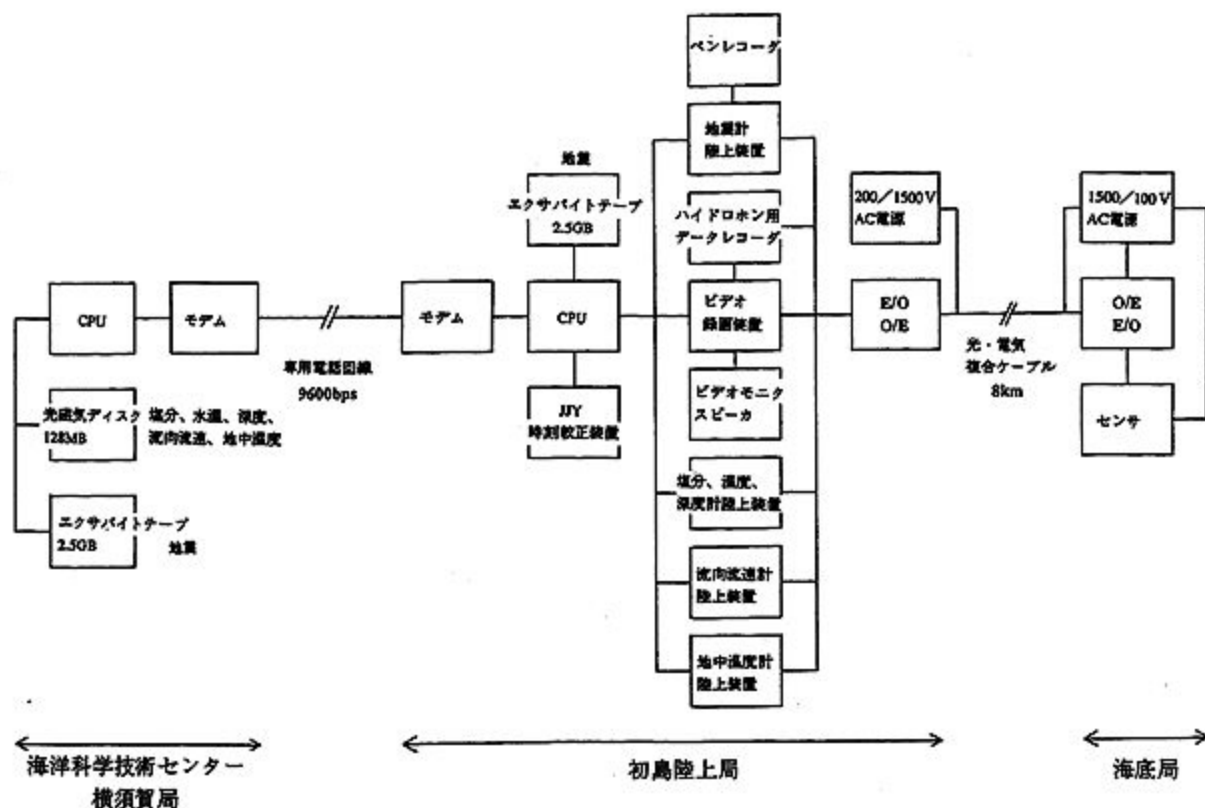 ペンレコーダ
地震計
陸上装置
地震
エクサバイトテープ
2.5GB
ハイドロホン用
データレコーダ
200/1500V
AC電源
1500/100V
AC電源
CPU
モデム
モデム
CPU
ビデオ
録画装置
E/O
O/E
O/E
E/O
専用電話回線
9600bps
光・電気
複合ケーブル
8km
光磁気ディスク
128MB
塩分、水温、深度、
流向流速、地中温度
JJY
時刻較正装置
ビデオモニタ
スピーカ
センサ
エクサバイトテープ
2.5GB
地震
塩分、温度、
深度計陸上装置
流向流速計
陸上装置
地中温度計
陸上装置
海洋科学技術センター
横須賀局
初島陸上局
海底局